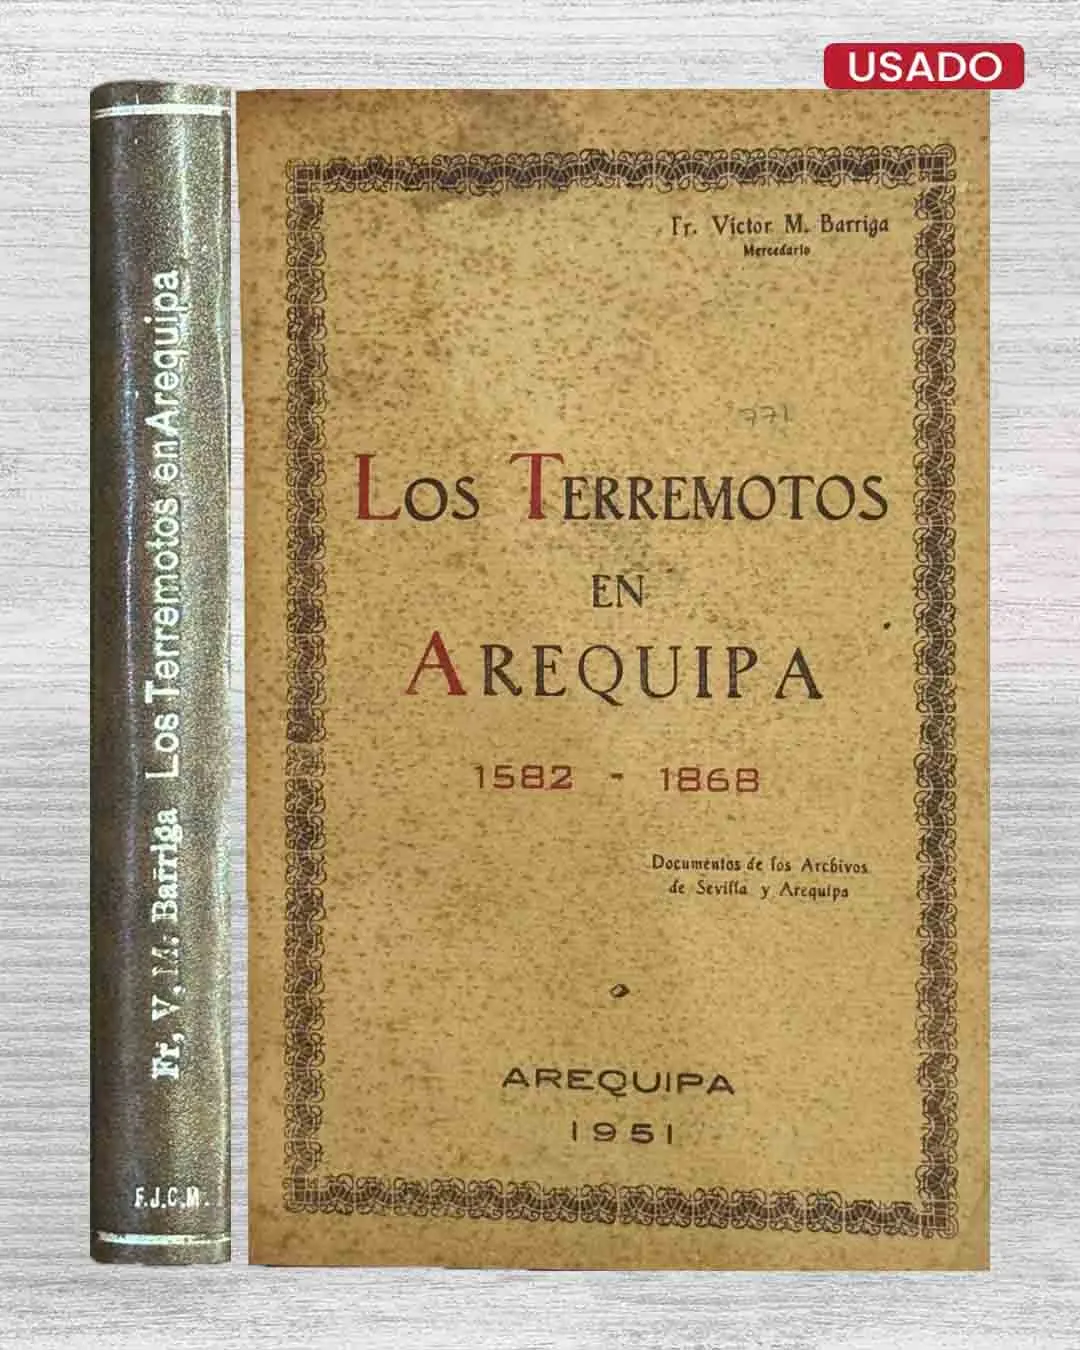 USADO
Fr. V. M. Barriga Los Terremotos en Arequipa
F.J.C.M.
Fr. Victor M. Barriga
Mercedario
771
LOS TERREMOTOS
EN
AREQUIPA
1582 - 1868
Documentos de los Archivos
de Sevilla y Arequipa
AREQUIPA
1951